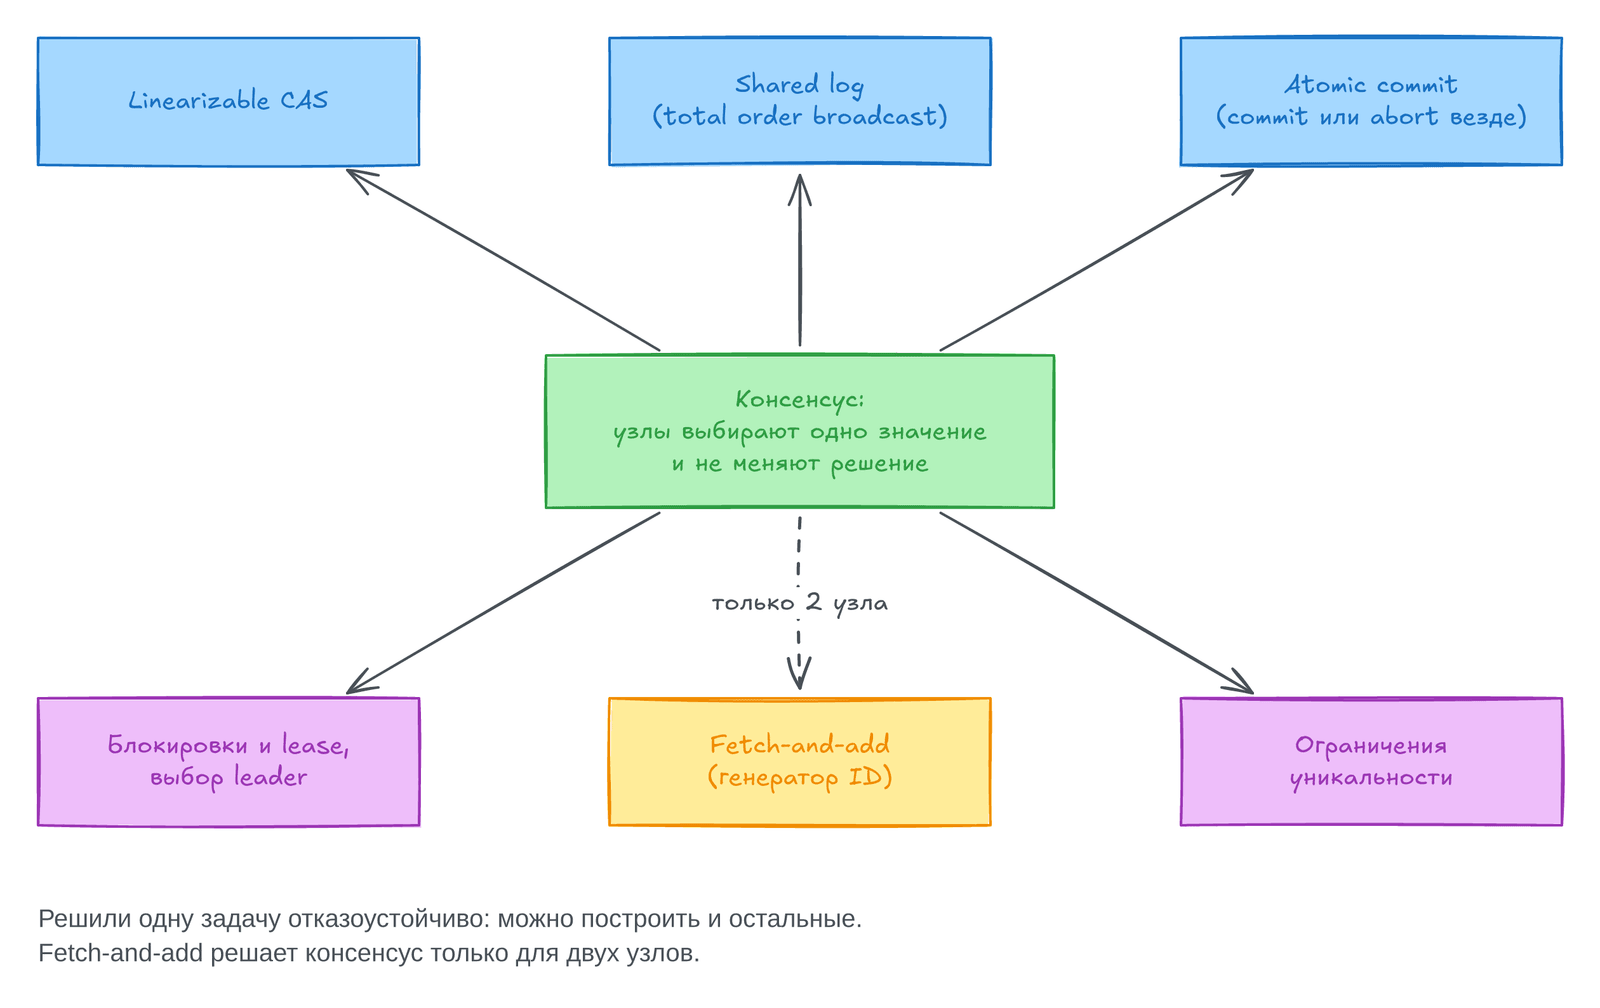 Linearizable CAS
Shared log
(total order broadcast)
Atomic commit
(commit или abort везде)
Консенсус:
узлы выбирают одно значение
и не меняют решение
только 2 узла
Блокировки и lease,
выбор leader
Fetch-and-add
(генератор ID)
Ограничения
уникальности
Решили одну задачу отказоустойчиво: можно построить и остальные.
Fetch-and-add решает консенсус только для двух узлов.